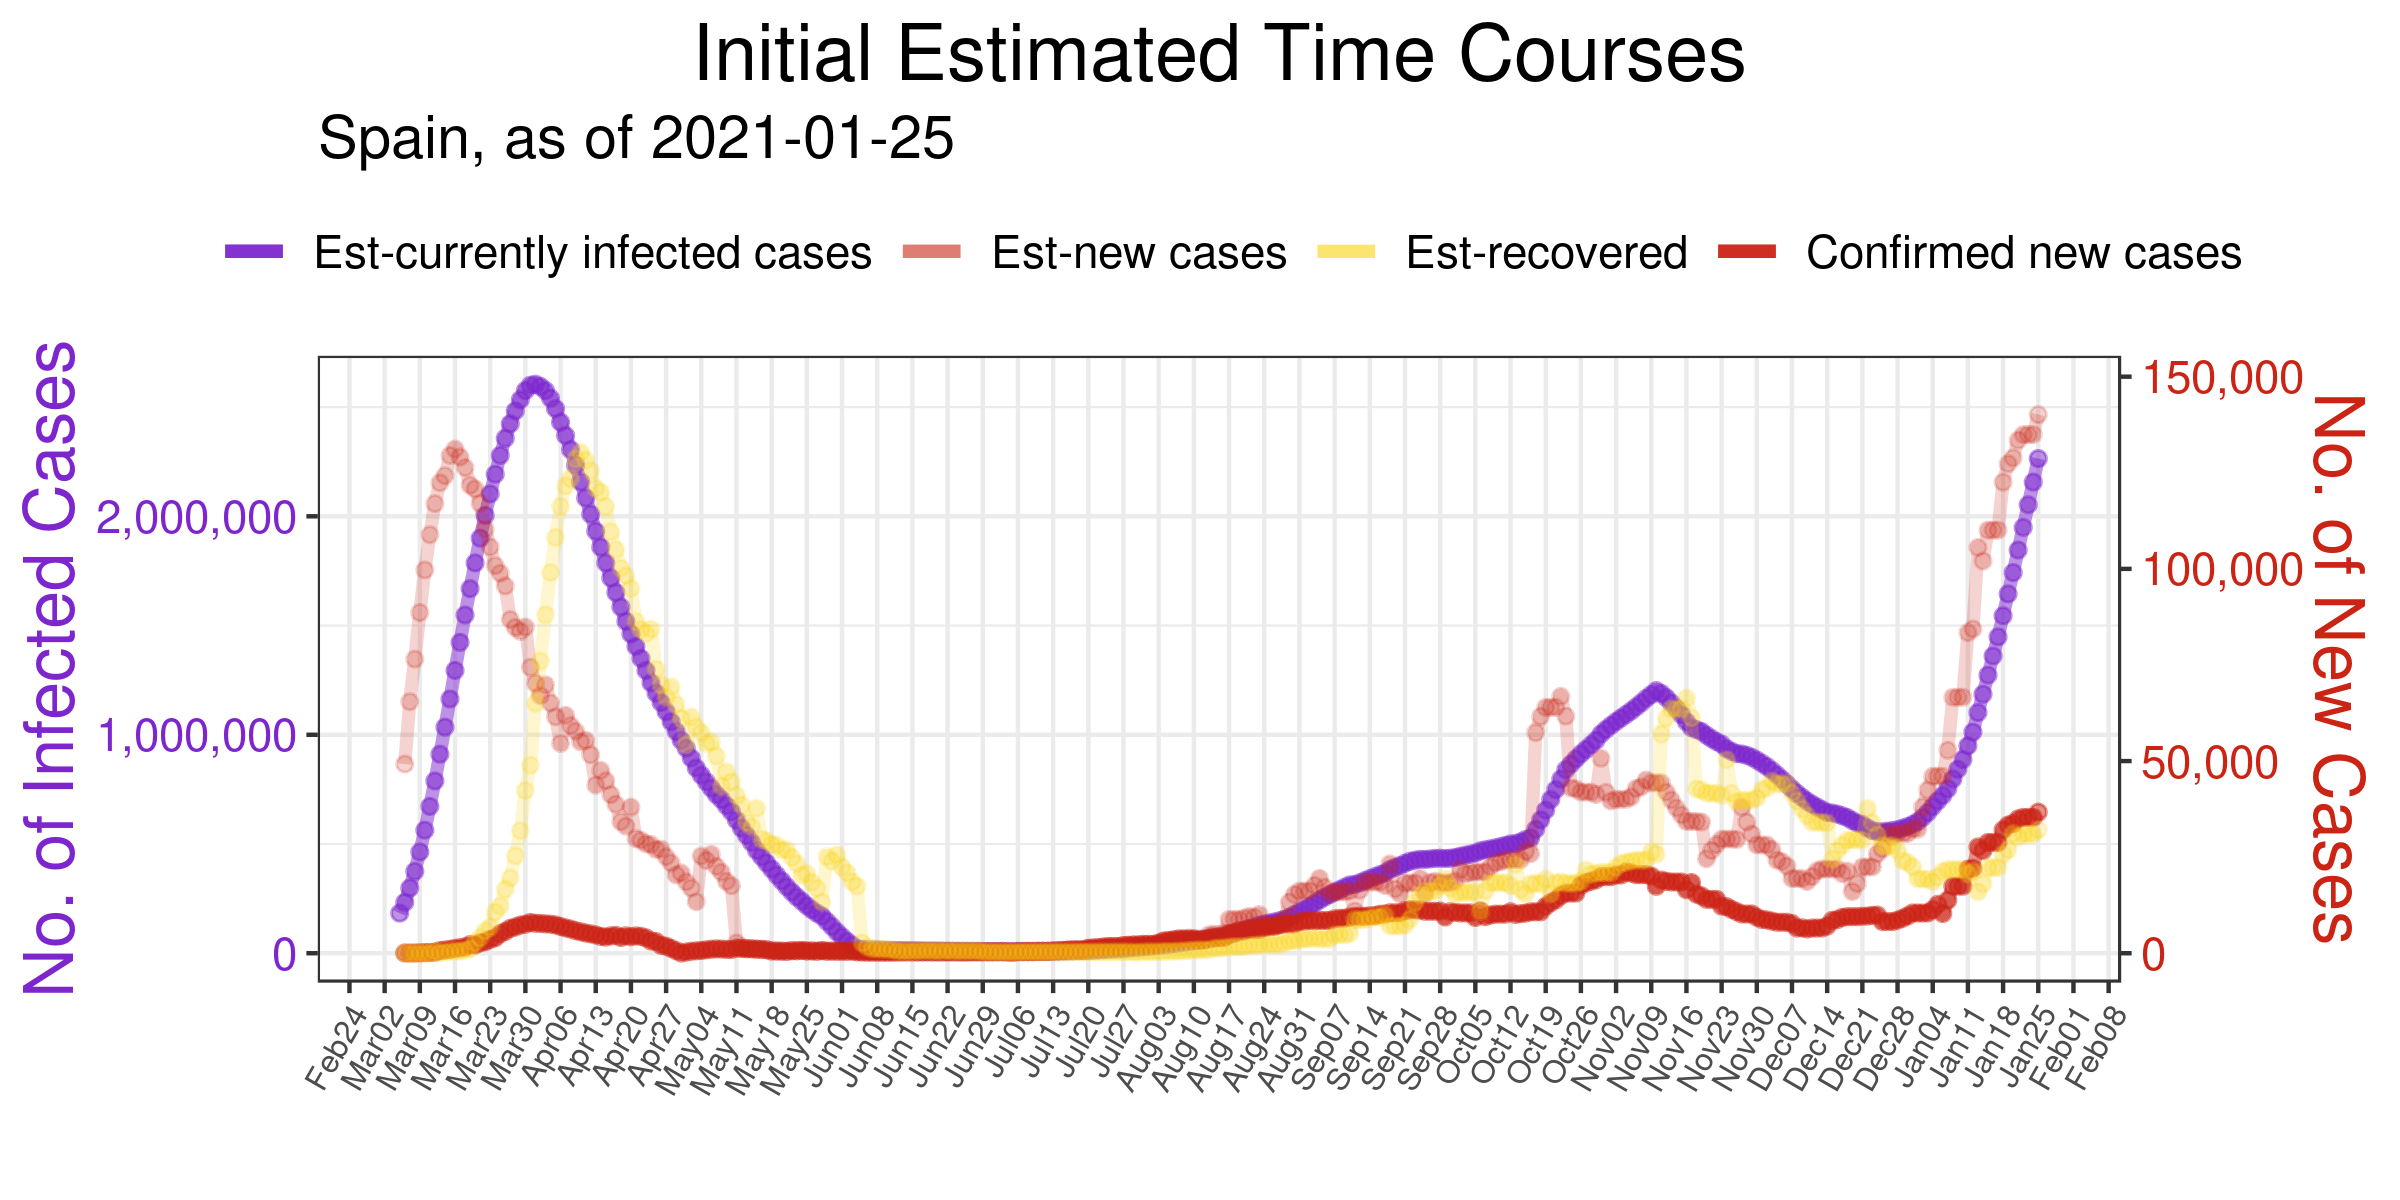 Initial Estimated Time Courses
Spain, as of 2021-01-25
Est-currently infected cases Est-new cases Est-recovered Confirmed new cases
No. of Infected Cases
2,000,000
1,000,000
0
150,000
100,000
50,000
0
No. of New Cases
Feb24 Mar02 Mar09 Mar16 Mar23 Mar30 Apr06 Apr13 Apr20 Apr27 May04 May11 May18 May25 Jun01 Jun08 Jun15 Jun22 Jun29 Jul06 Jul13 Jul20 Jul27 Aug03 Aug10 Aug17 Aug24 Aug31 Sep07 Sep14 Sep21 Sep28 Oct05 Oct12 Oct19 Oct26 Nov02 Nov09 Nov16 Nov23 Nov30 Dec07 Dec14 Dec21 Dec28 Jan04 Jan11 Jan18 Jan25 Feb01 Feb08